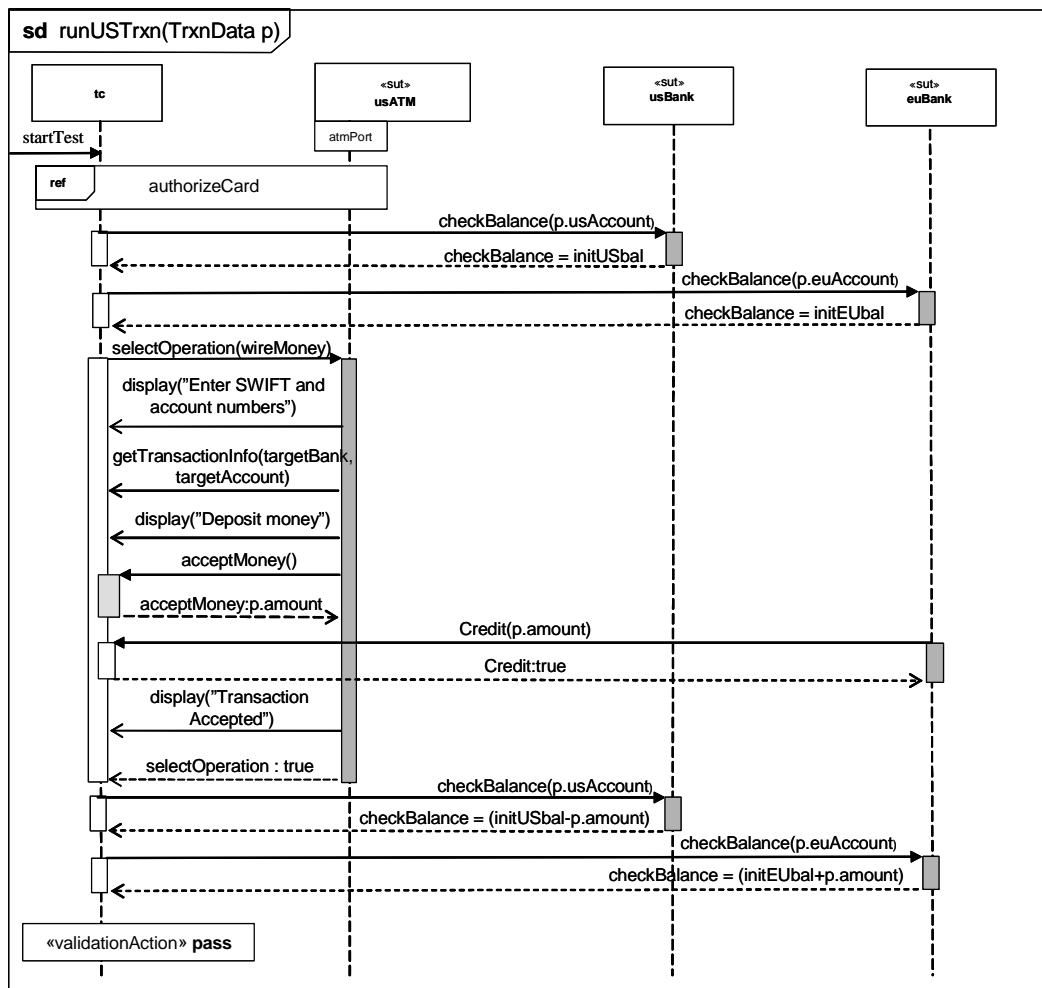 sd runUSTrxn(TrxnData p)
tc
«sut»
usATM
«sut»
usBank
«sut»
euBank
atmPort
startTest
ref
authorizeCard
checkBalance(p.usAccount)
checkBalance = initUSbal
checkBalance(p.euAccount)
checkBalance = initEUbal
selectOperation(wireMoney)
display("Enter SWIFT and
account numbers")
getTransactionInfo(targetBank,
targetAccount)
display("Deposit money")
acceptMoney()
acceptMoney:p.amount
Credit(p.amount)
Credit:true
display("Transaction
Accepted")
selectOperation : true
checkBalance(p.usAccount)
checkBalance = (initUSbal-p.amount)
checkBalance(p.euAccount)
checkBalance = (initEUbal+p.amount)
«validationAction» pass